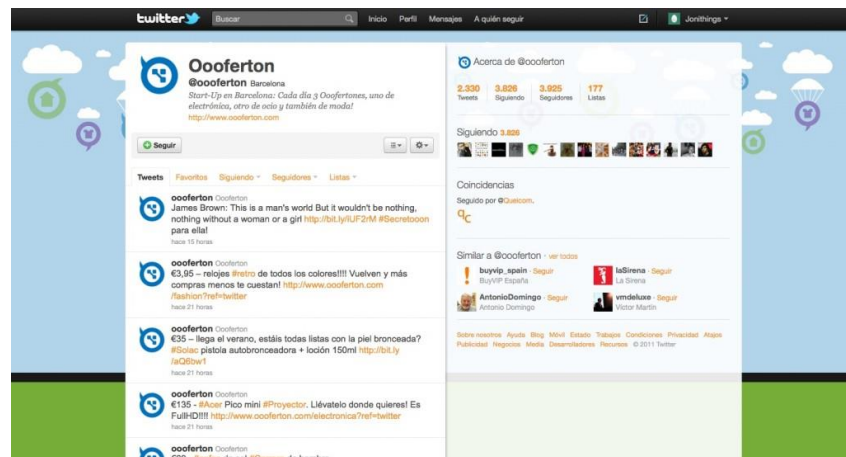 twitter Buscar Inicio Perfil Mensajes A quién seguir Jonithings
Oooferton
@oooferton Barcelona
Start-Up en Barcelona: Cada día 3 Ooofertones, uno de
electrónica, otro de ocio y también de moda!
http://www.oooferton.com
Seguir
Tweets Favoritos Siguiendo Seguidores Listas
oooferton Oooferton
James Brown: This is a man's world But it wouldn't be nothing,
nothing without a woman or a girl http://bit.ly/iUF2rM #Secretooon
para ella!
hace 15 horas
oooferton Oooferton
€3,95 – relojes #retro de todos los colores!!!! Vuelven y más
compras menos te cuestan! http://www.oooferton.com
/fashion?ref=twitter
hace 21 horas
oooferton Oooferton
€35 – llega el verano, estáis todas listas con la piel bronceada?
#Solac pistola autobronceadora + loción 150ml http://bit.ly
/aQ6bw1
hace 21 horas
oooferton Oooferton
€135 - #Acer Pico mini #Proyector. Llévatelo donde quieres! Es
FullHD!!!! http://www.oooferton.com/electronica?ref=twitter
hace 21 horas
oooferton Oooferton
Acerca de @oooferton
2.330 3.826 3.925 177
Tweets Siguiendo Seguidores Listas
Siguiendo 3.826
Coincidencias
Seguido por @Queicom.
qc
Similar a @oooferton · ver todos
buyvip_spain · Seguir
BuyVIP España
laSirena · Seguir
La Sirena
AntonioDomingo · Seguir
Antonio Domingo
vmdeluxe · Seguir
Víctor Martín
Sobre nosotros Ayuda Blog Móvil Estado Trabajos Condiciones Privacidad Atajos
Publicidad Negocios Media Desarrolladores Recursos © 2011 Twitter